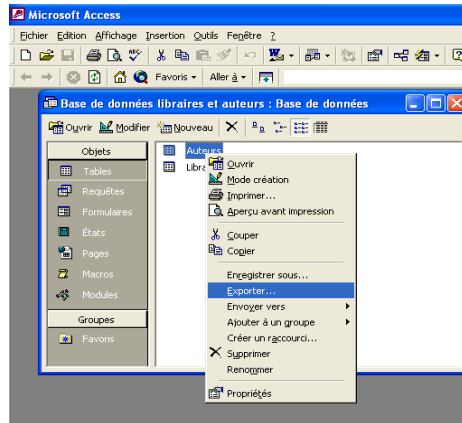 Microsoft Access
Fichier Edition Affichage Insertion Outils Fenêtre ?
Favoris Aller à
Base de données libraires et auteurs : Base de données
Ouvrir Modifier Nouveau
Objets
Tables
Requêtes
Formulaires
États
Pages
Macros
Modules
Groupes
Favoris
Auteurs
Libra
Ouvrir
Mode création
Imprimer...
Aperçu avant impression
Couper
Copier
Enregistrer sous...
Exporter...
Envoyer vers
Ajouter à un groupe
Créer un raccourci...
Supprimer
Renommer
Propriétés